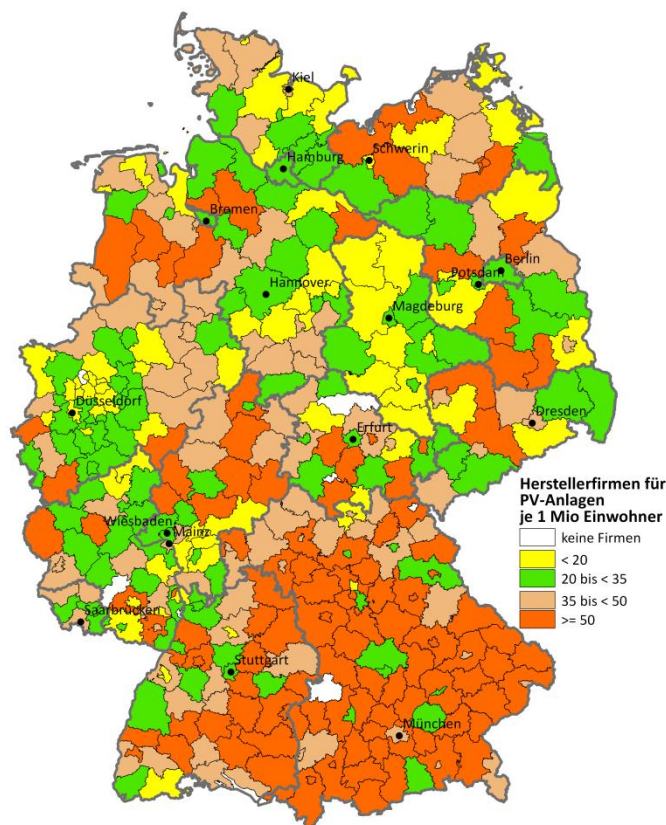 Kiel
Schwerin
Hamburg
Bremen
Berlin
Potsdam
Hannover
Magdeburg
Düsseldorf
Dresden
Erfurt
Wiesbaden
Mainz
Saarbrücken
Stuttgart
München
Herstellerfirmen für
PV-Anlagen
je 1 Mio Einwohner
keine Firmen
< 20
20 bis < 35
35 bis < 50
>= 50